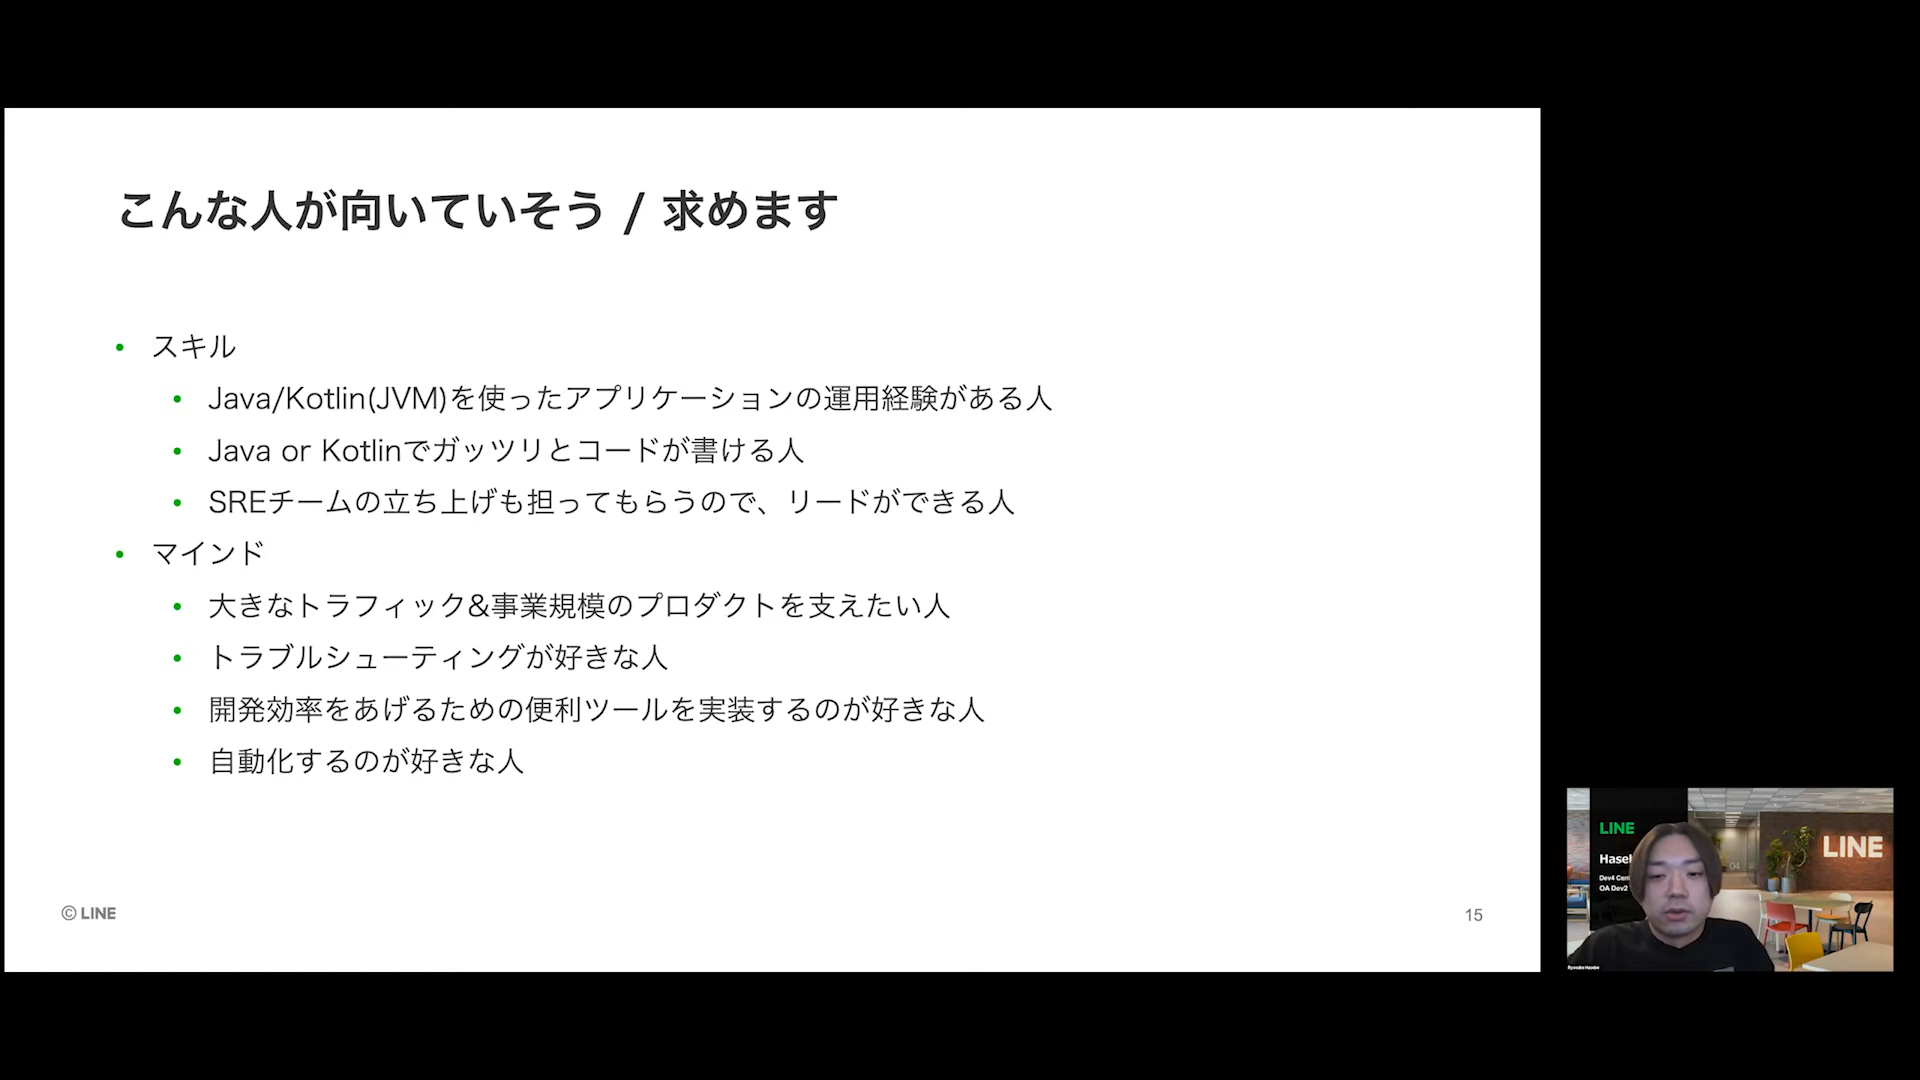 こんな人が向いていそう / 求めます
• スキル
• Java/Kotlin(JVM)を使ったアプリケーションの運用経験がある人
• Java or Kotlinでガッツリとコードが書ける人
• SREチームの立ち上げも担ってもらうので、リードができる人
• マインド
• 大きなトラフィック&事業規模のプロダクトを支えたい人
• トラブルシューティングが好きな人
• 開発効率をあげるための便利ツールを実装するのが好きな人
• 自動化するのが好きな人
© LINE
15
LINE
Dev4
OA Dev2
LINE
04
Ryosuke Hasebe